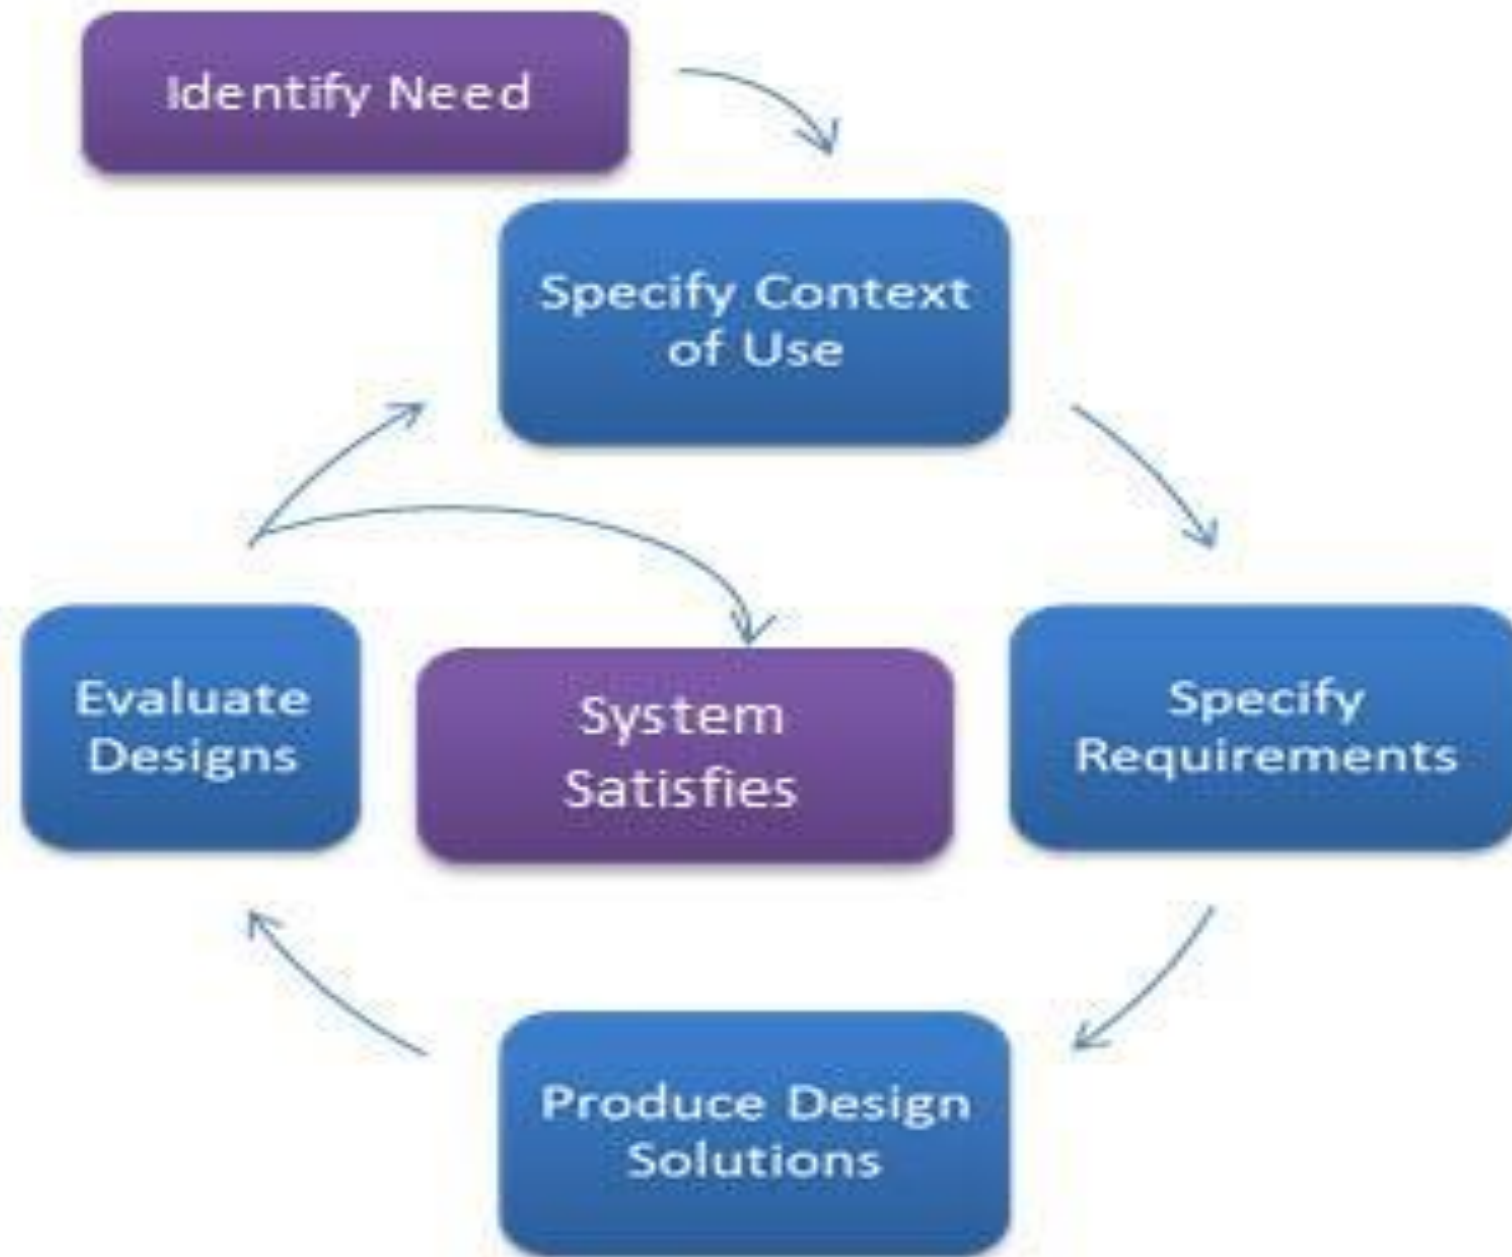 Identify Need
Specify Context
of Use
Evaluate
Designs
System
Satisfies
Specify
Requirements
Produce Design
Solutions